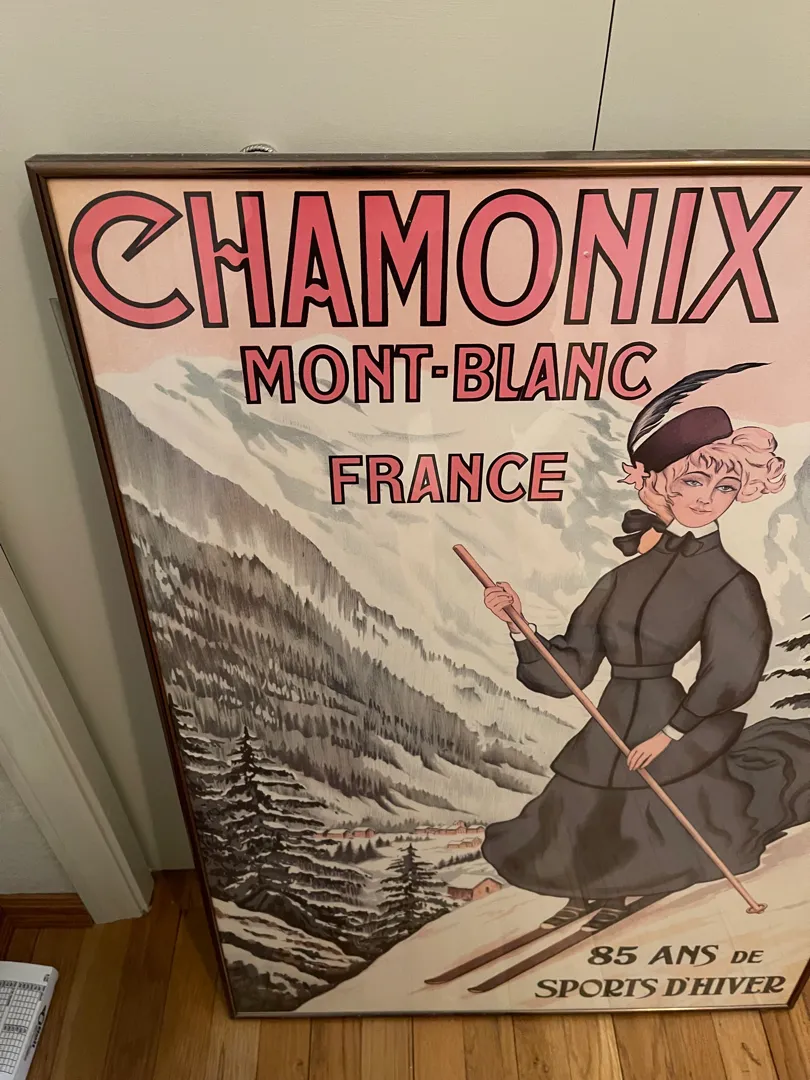 CHAMONIX
MONT-BLANC
FRANCE
85 ANS DE
SPORTS D'HIVER